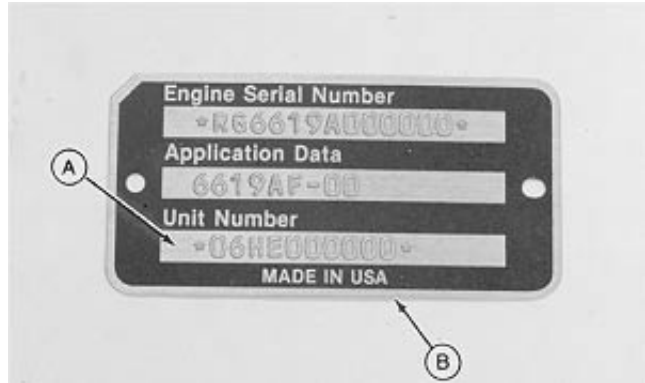 Engine Serial Number
*RG6619A000000*
Application Data
6619AF-00
Unit Number
*06HE000000*
MADE IN USA
A
B